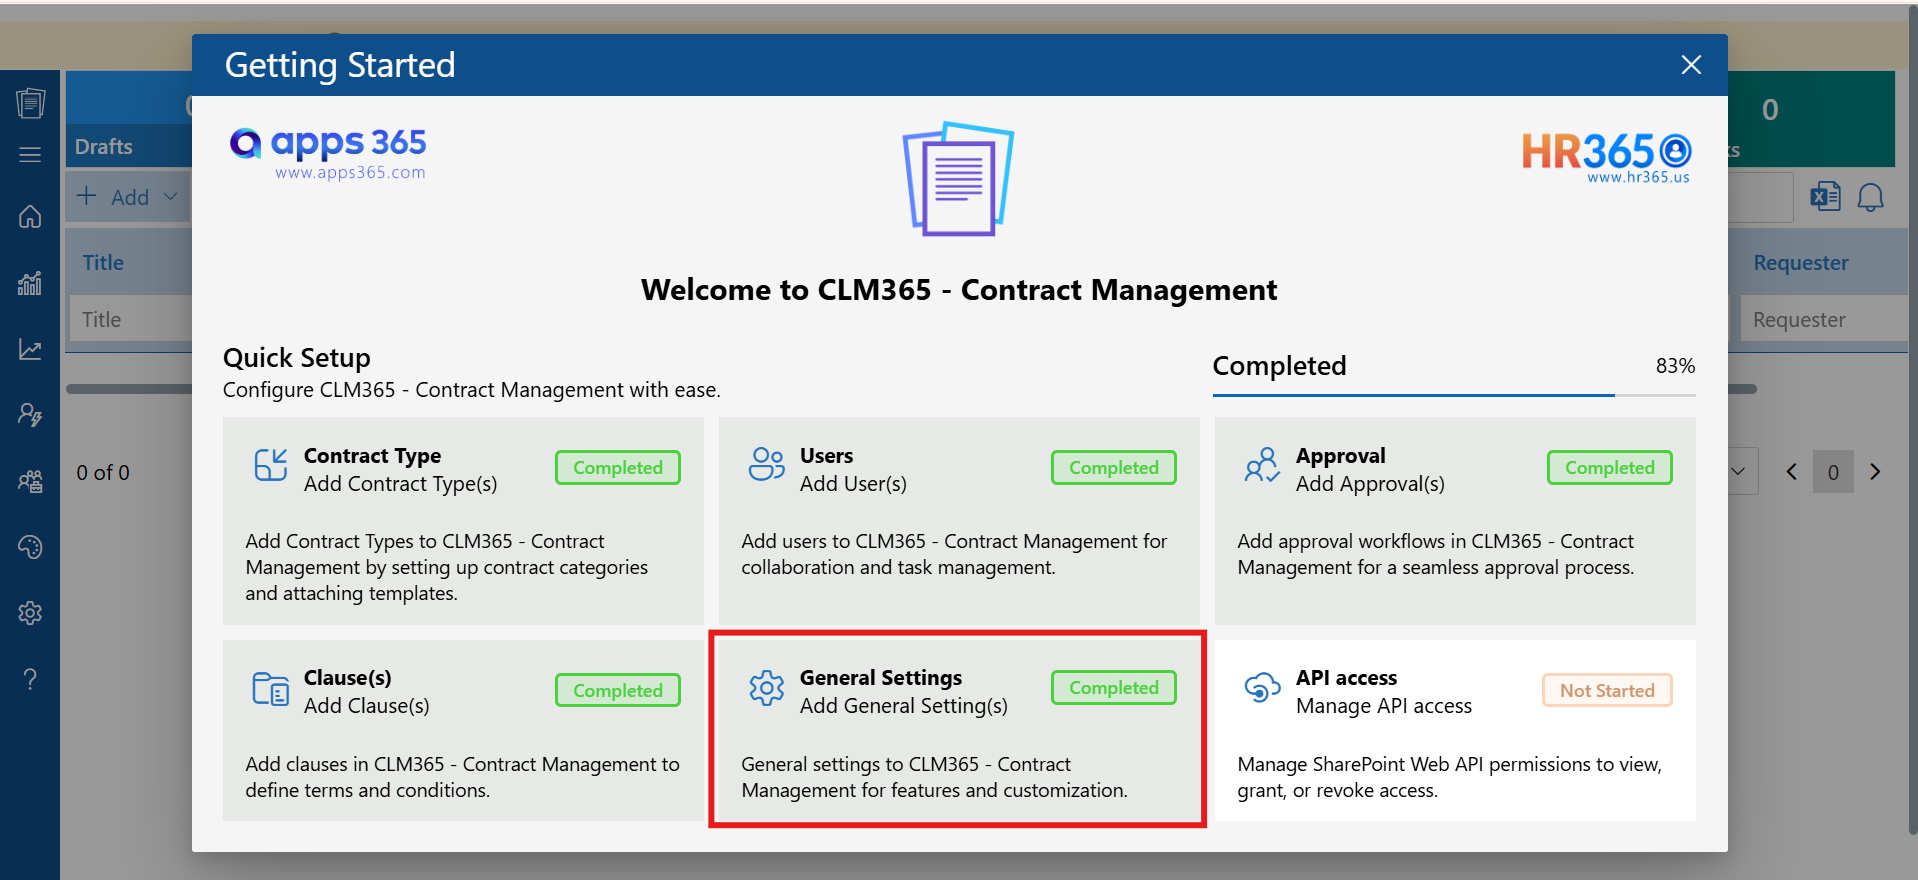 Getting Started
0
Drafts
ks
Add
Title
Requester
Title
Requester
0 of 0
0
apps 365
www.apps365.com
HR365
www.hr365.us
Welcome to CLM365 - Contract Management
Quick Setup
Configure CLM365 - Contract Management with ease.
Completed
83%
Contract Type
Add Contract Type(s)
Completed
Add Contract Types to CLM365 - Contract
Management by setting up contract categories
and attaching templates.
Users
Add User(s)
Completed
Add users to CLM365 - Contract Management for
collaboration and task management.
Approval
Add Approval(s)
Completed
Add approval workflows in CLM365 - Contract
Management for a seamless approval process.
Clause(s)
Add Clause(s)
Completed
Add clauses in CLM365 - Contract Management to
define terms and conditions.
General Settings
Add General Setting(s)
Completed
General settings to CLM365 - Contract
Management for features and customization.
API access
Manage API access
Not Started
Manage SharePoint Web API permissions to view,
grant, or revoke access.